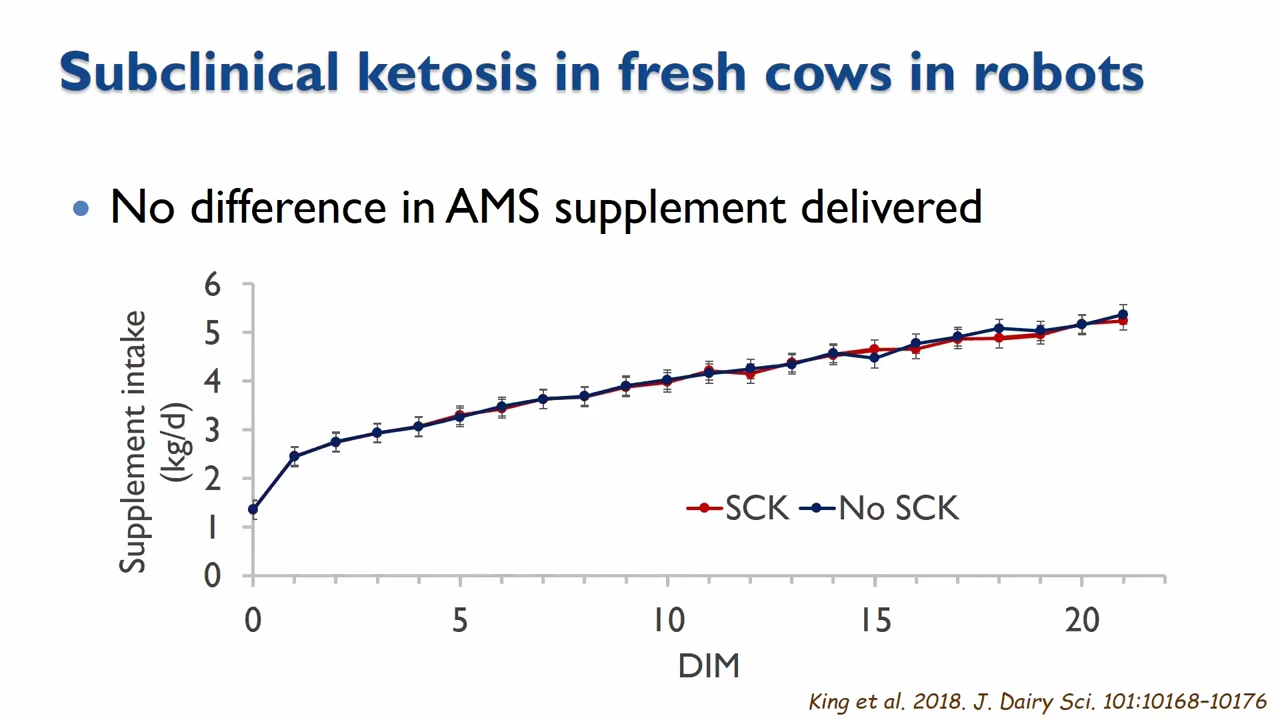 Subclinical ketosis in fresh cows in robots
• No difference in AMS supplement delivered
Supplement intake
(kg/d)
6
5
4
3
2
1
0
SCK No SCK
0 5 10 15 20
DIM
King et al. 2018. J. Dairy Sci. 101:10168–10176